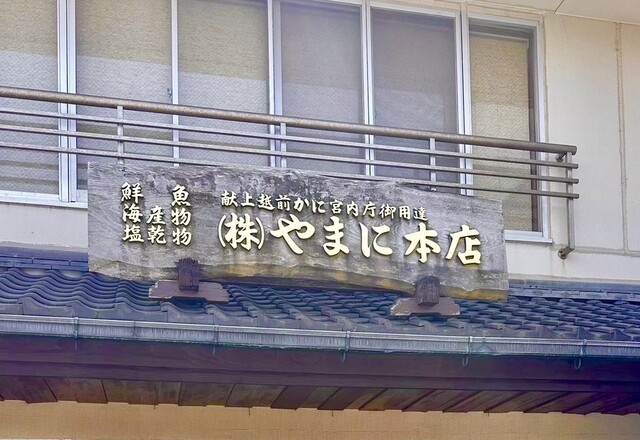 鮮魚
海産物
塩乾物
献上越前かに宮内庁御用達
(株)やまに本店